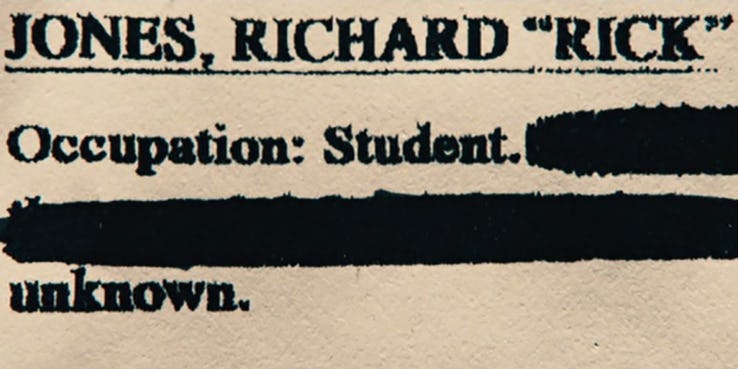 JONES, RICHARD “RICK”
Occupation: Student.
unknown.